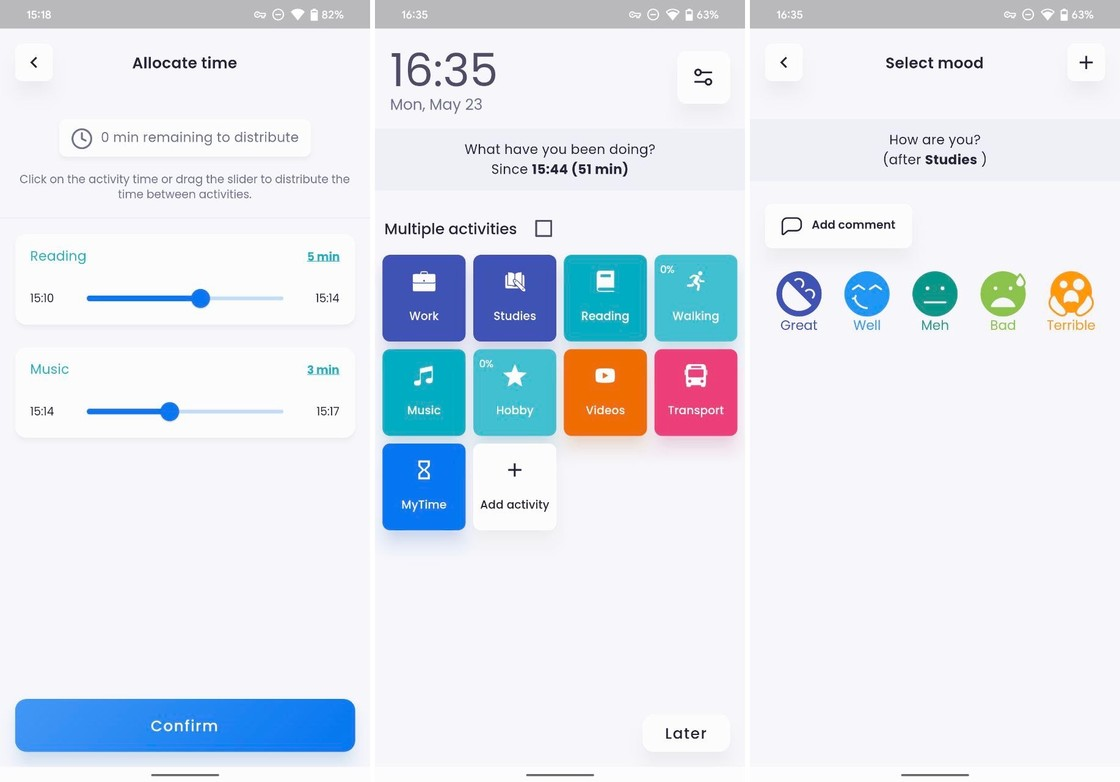 15:18
82%
Allocate time
0 min remaining to distribute
Click on the activity time or drag the slider to distribute the
time between activities.
Reading
5 min
15:10
15:14
Music
3 min
15:14
15:17
Confirm
16:35
63%
16:35
Mon, May 23
What have you been doing?
Since 15:44 (51 min)
Multiple activities
Work
Studies
Reading
0%
Walking
Music
0%
Hobby
Videos
Transport
MyTime
Add activity
Later
16:35
63%
Select mood
How are you?
(after Studies )
Add comment
Great
Well
Meh
Bad
Terrible